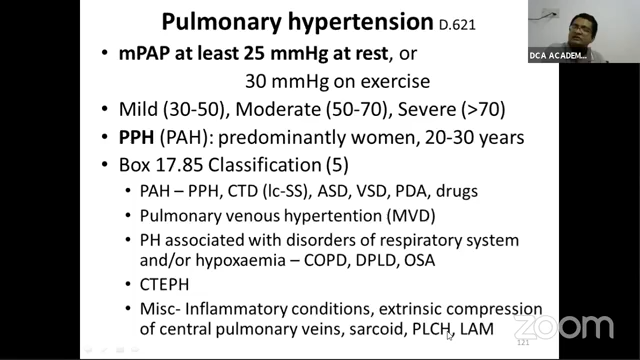 Pulmonary hypertension D.621
• mPAP at least 25 mmHg at rest, or
30 mmHg on exercise
• Mild (30-50), Moderate (50-70), Severe (>70)
• PPH (PAH): predominantly women, 20-30 years
• Box 17.85 Classification (5)
• PAH – PPH, CTD (lc-SS), ASD, VSD, PDA, drugs
• Pulmonary venous hypertension (MVD)
• PH associated with disorders of respiratory system
and/or hypoxaemia – COPD, DPLD, OSA
• CTEPH
• Misc- Inflammatory conditions, extrinsic compression
of central pulmonary veins, sarcoid, PLCH, LAM
DCA ACADEM...
zoom
121